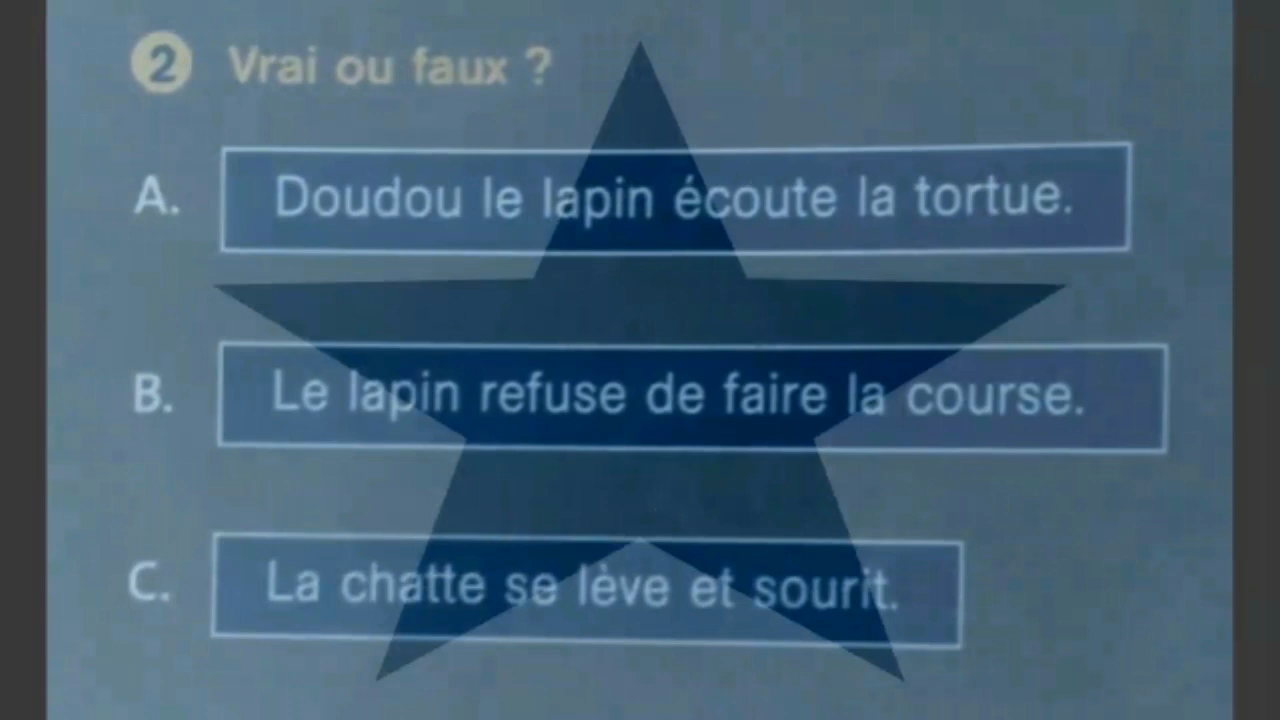 2 Vrai ou faux ?
A. Doudou le lapin écoute la tortue.
B. Le lapin refuse de faire la course.
C. La chatte se lève et sourit.